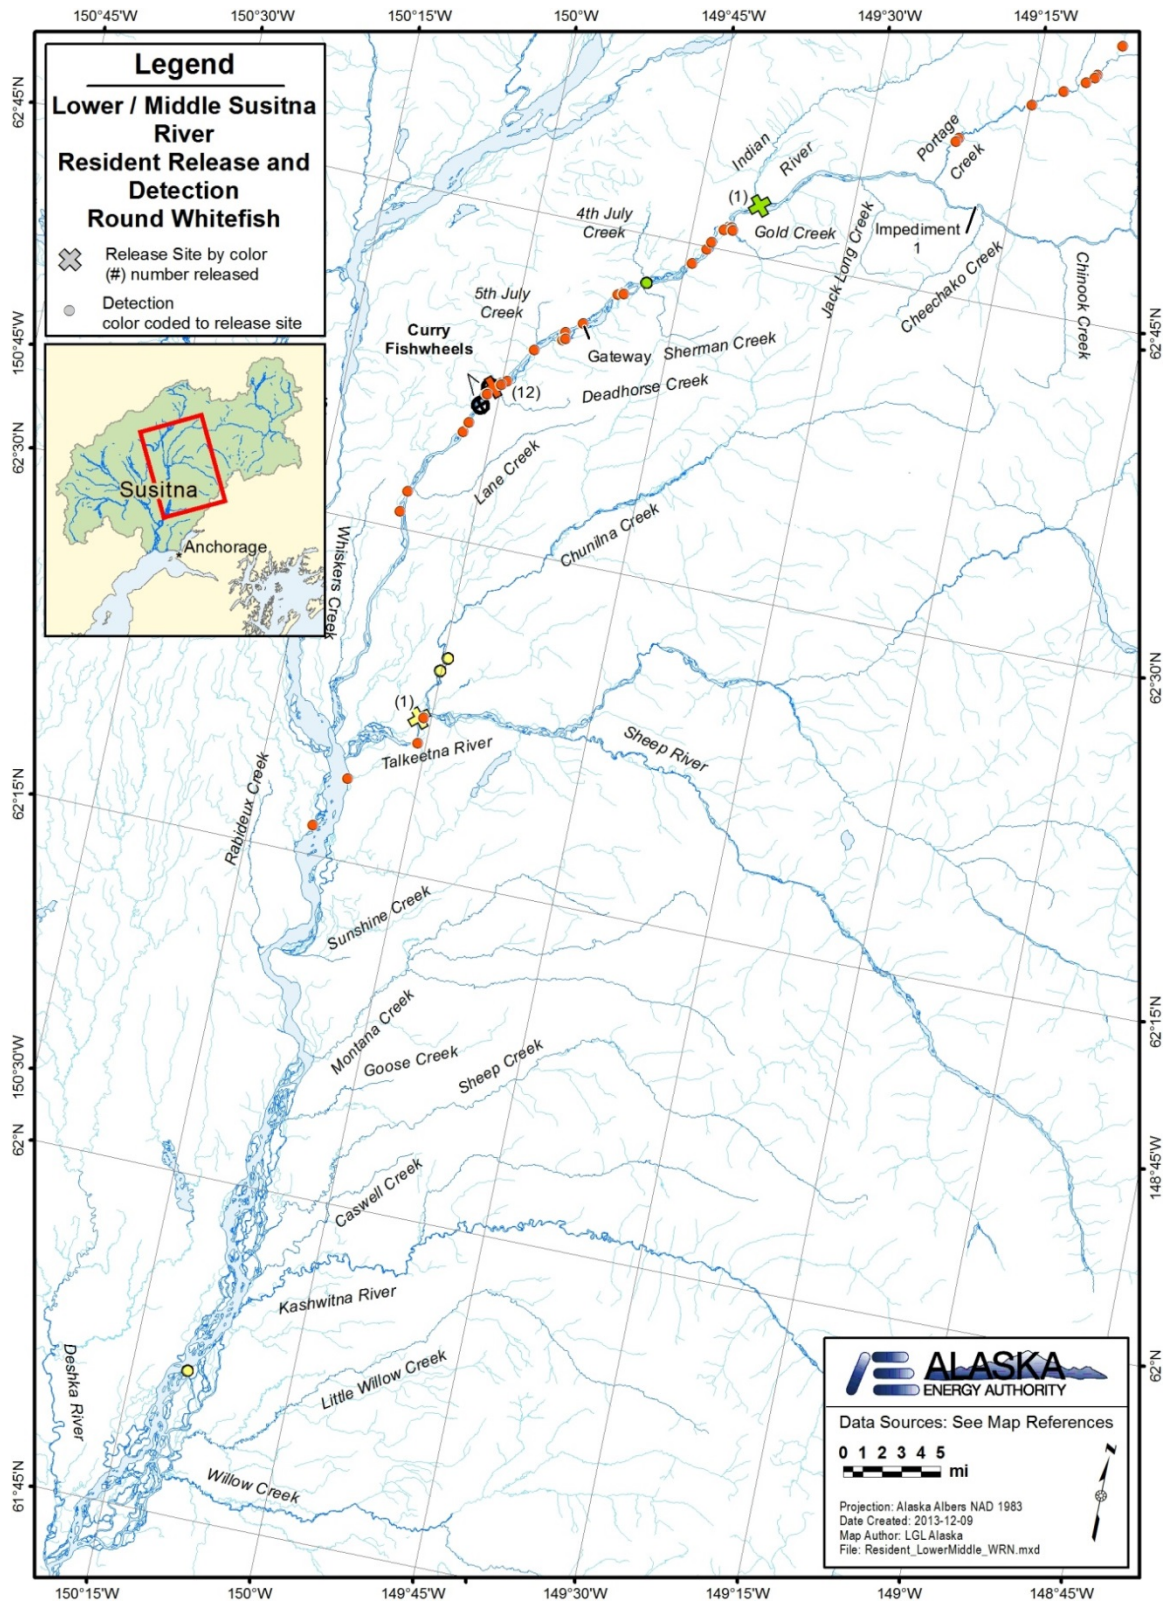 150°45'W 150°30'W 150°15'W 150°W 149°45'W 149°30'W 149°15'W
Legend
Lower / Middle Susitna
River
Resident Release and
Detection
Round Whitefish
Release Site by color
(#) number released
Detection
color coded to release site
62°45'N
150°45'W
62°30'N
62°15'N
150°30'W
62°N
61°45'N
Susitna
Anchorage
Indian
River
Portage
Creek
(1)
4th July
Creek
Gold Creek
Jack Long Creek
Impediment
1
Cheechako Creek
Chinook Creek
5th July
Creek
Curry
Fishwheels
Gateway
Sherman Creek
(12)
Deadhorse Creek
Lane Creek
Chunilna Creek
Whiskers Creek
(1)
Talkeetna River
Sheep River
Rabideux Creek
Sunshine Creek
Montana Creek
Goose Creek
Sheep Creek
Caswell Creek
Kashwitna River
Little Willow Creek
Deshka River
Willow Creek
62°45'N
62°30'N
62°15'N
148°45'W
62°N
ALASKA
ENERGY AUTHORITY
Data Sources: See Map References
0 1 2 3 4 5
mi
N
Projection: Alaska Albers NAD 1983
Date Created: 2013-12-09
Map Author: LGL Alaska
File: Resident_LowerMiddle_WRN.mxd
150°15'W 150°W 149°45'W 149°30'W 149°15'W 149°W 148°45'W